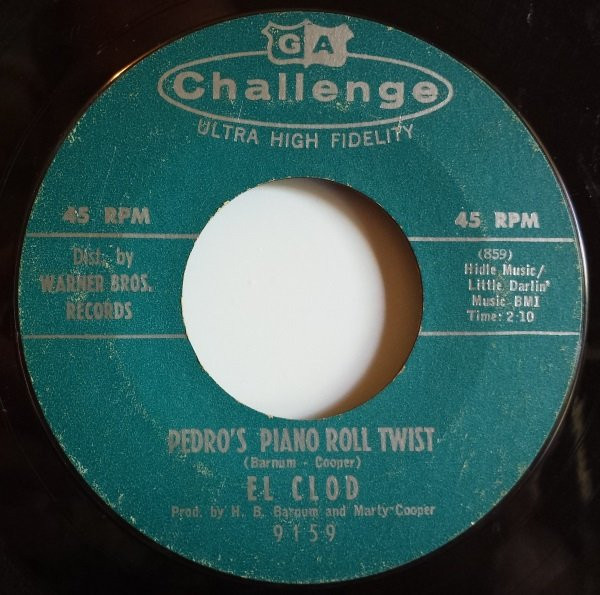 GA
Challenge
ULTRA HIGH FIDELITY
45 RPM
45 RPM
Dist. by
WARNER BROS.
RECORDS
(859)
Hidle Music/
Little Darlin'
Music BMI
Time: 2-10
PEDRO'S PIANO ROLL TWIST
(Barnum - Cooper)
EL CLOD
Prod. by H. B. Barnum and Marty Cooper
9159